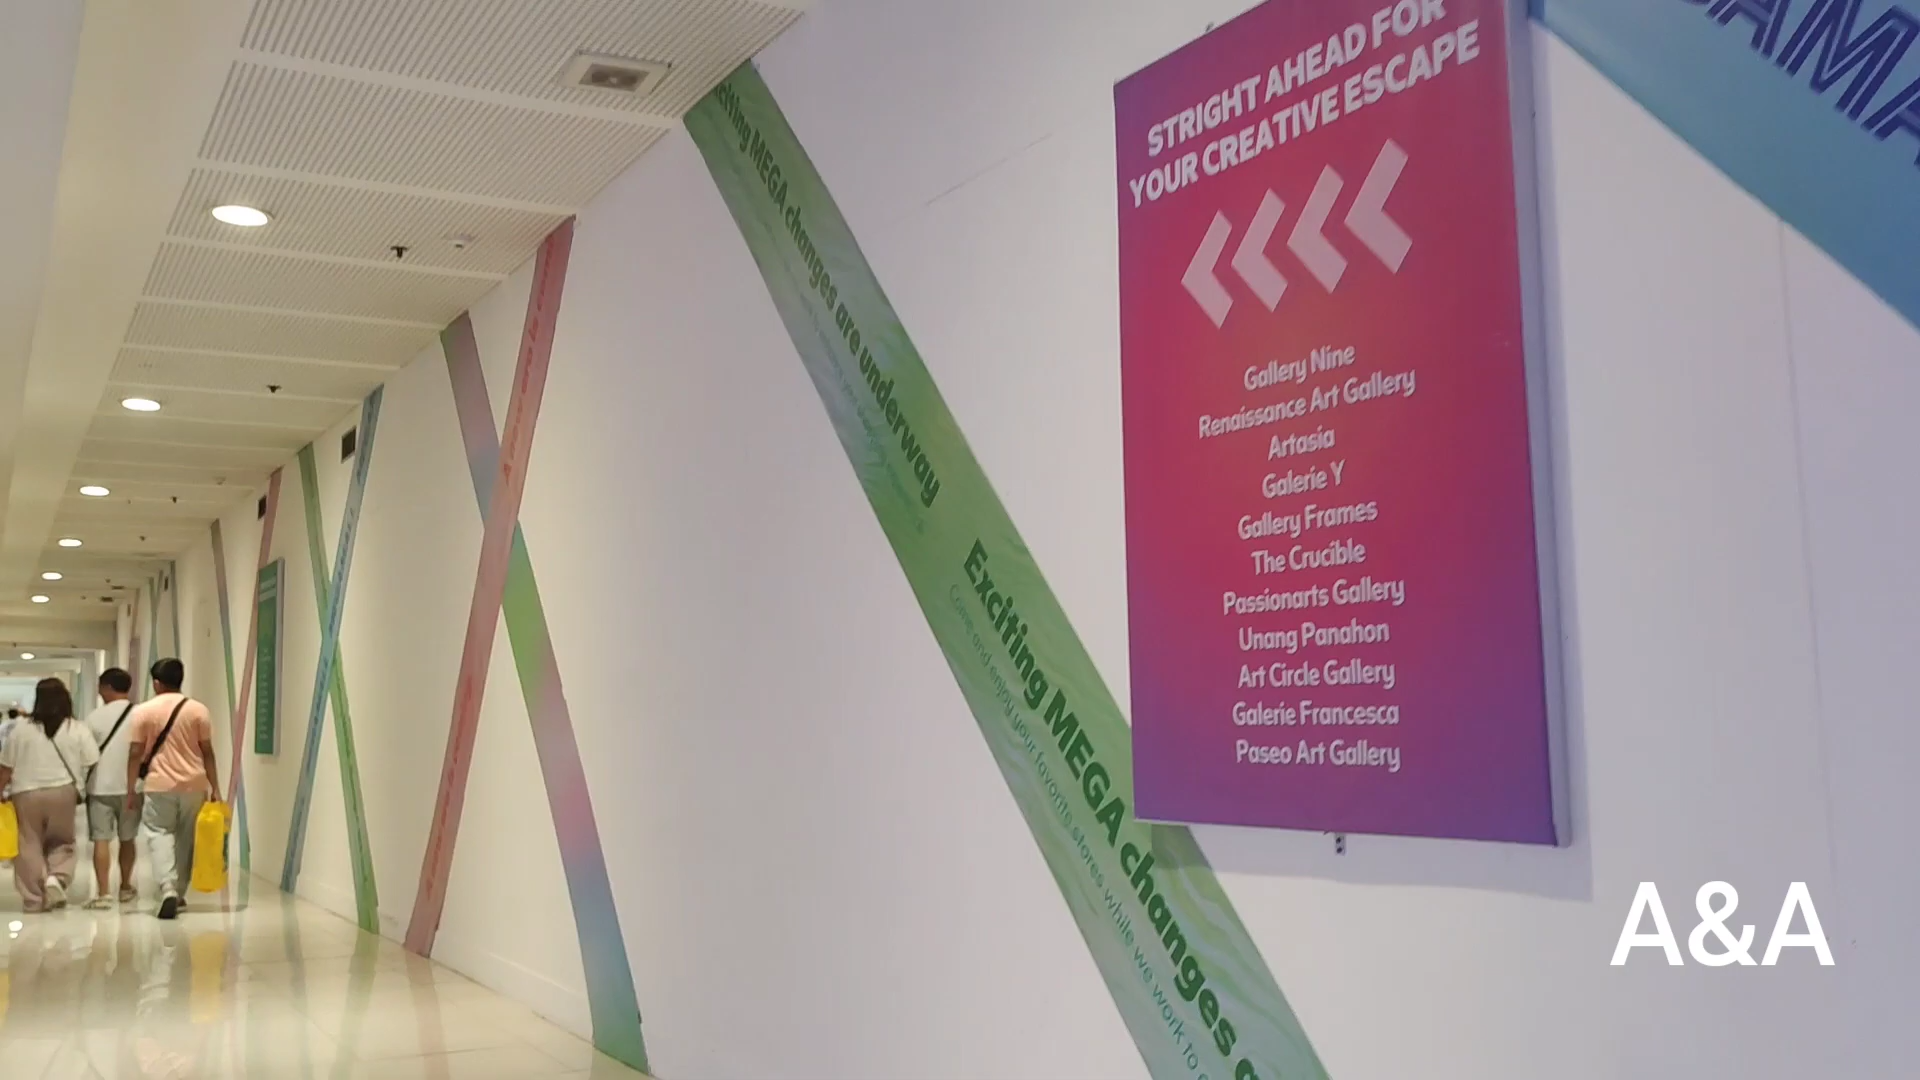 STRIGHT AHEAD FOR
YOUR CREATIVE ESCAPE
Gallery Nine
Renaissance Art Gallery
Artasia
Galerie Y
Gallery Frames
The Crucible
Passionarts Gallery
Unang Panahon
Art Circle Gallery
Galerie Francesca
Paseo Art Gallery
citing MEGA changes are underway
Exciting MEGA changes
Come and enjoy your favorite stores while we work to
A&A